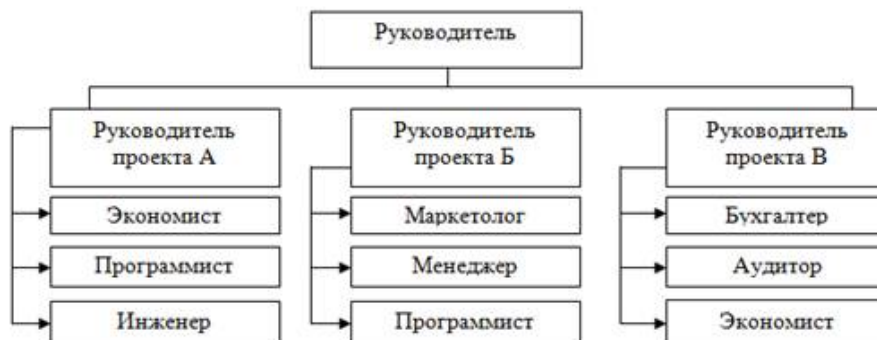 Руководитель
Руководитель
проекта А
Руководитель
проекта Б
Руководитель
проекта В
Экономист
Маркетолог
Бухгалтер
Программист
Менеджер
Аудитор
Инженер
Программист
Экономист